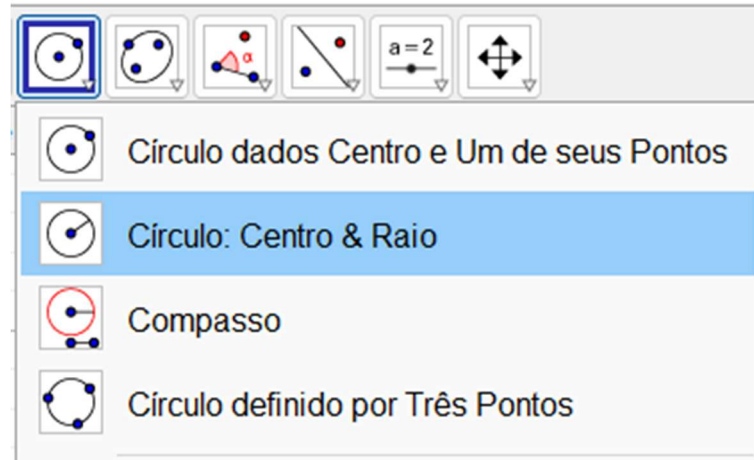 α
a = 2
Círculo dados Centro e Um de seus Pontos
Círculo: Centro & Raio
Compasso
Círculo definido por Três Pontos